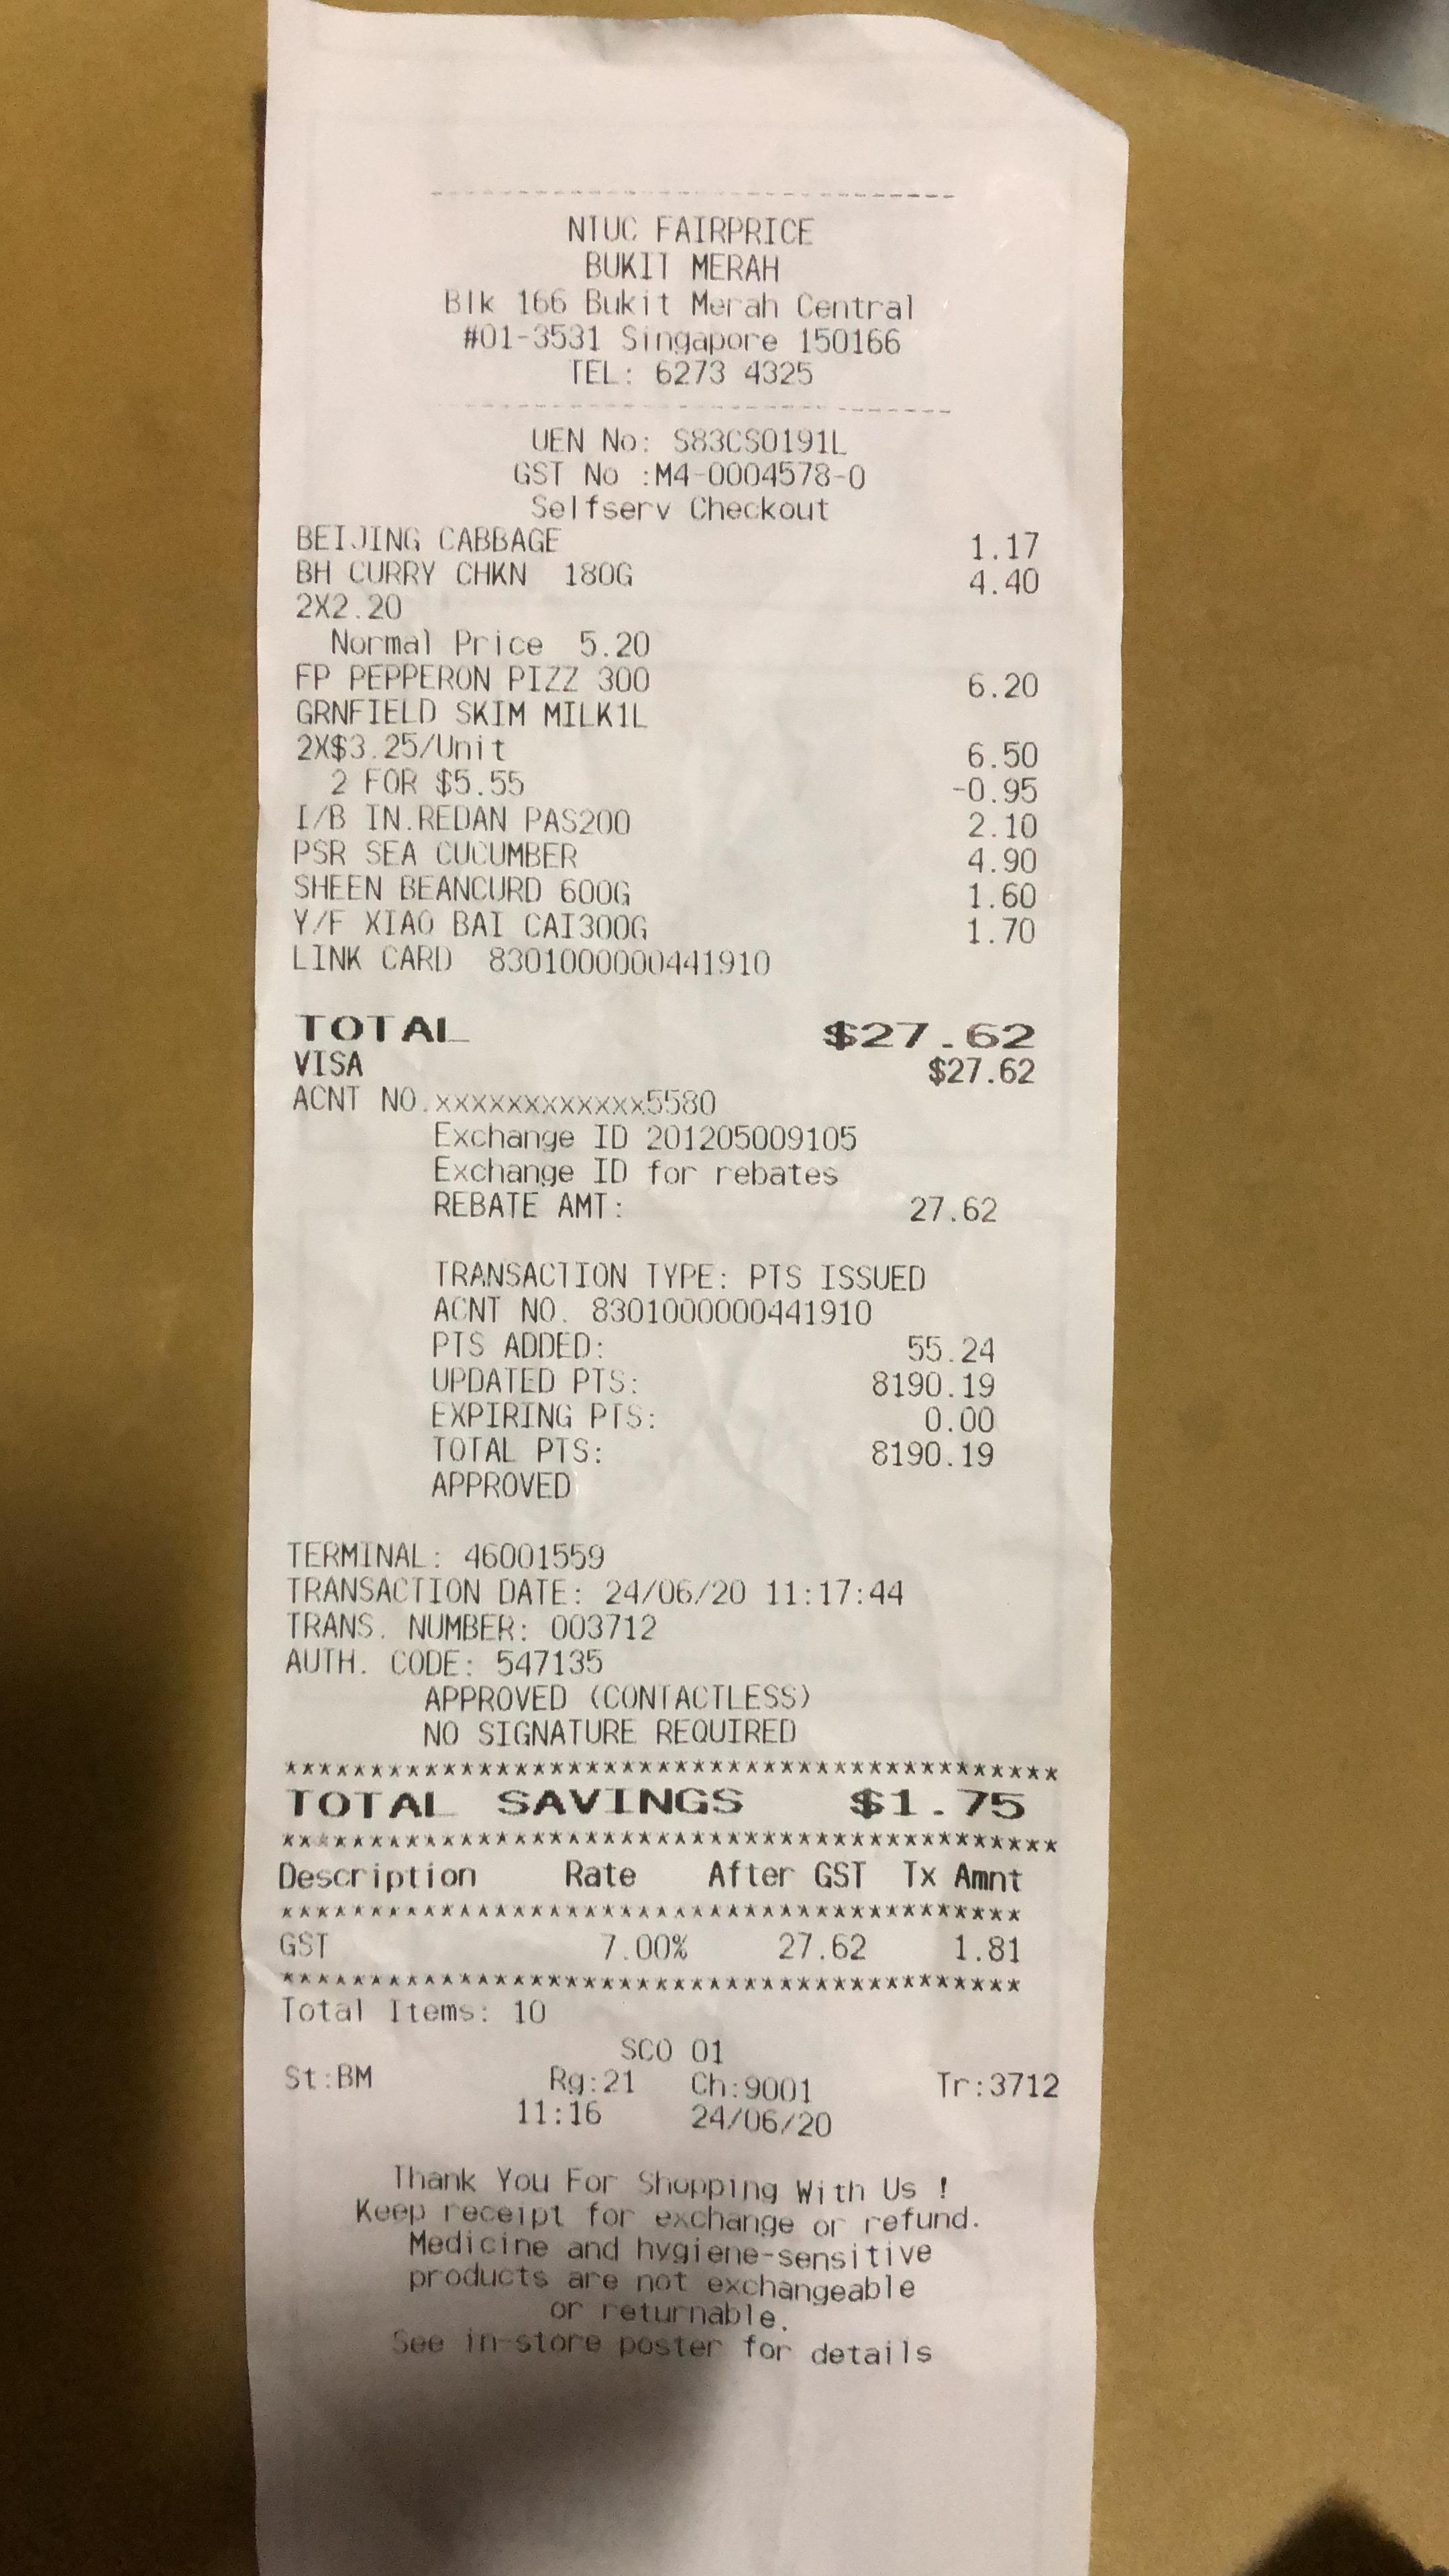 NTUC FAIRPRICE
BUKIT MERAH
Blk 166 Bukit Merah Central
#01-3531 Singapore 150166
TEL: 6273 4325
UEN No: S83CS0191L
GST No :M4-0004578-0
Selfserv Checkout
BEIJING CABBAGE 1.17
BH CURRY CHKN 180G 4.40
2X2.20
Normal Price 5.20
FP PEPPERON PIZZ 300 6.20
GRNFIELD SKIM MILK1L
2X$3.25/Unit 6.50
2 FOR $5.55 -0.95
I/B IN.REDAN PAS200 2.10
PSR SEA CUCUMBER 4.90
SHEEN BEANCURD 600G 1.60
Y/F XIAO BAI CAI300G 1.70
LINK CARD 8301000000441910
TOTAL $27.62
VISA $27.62
ACNT NO.xxxxxxxxxxxx5580
Exchange ID 201205009105
Exchange ID for rebates
REBATE AMT: 27.62
TRANSACTION TYPE: PTS ISSUED
ACNT NO. 8301000000441910
PTS ADDED: 55.24
UPDATED PTS: 8190.19
EXPIRING PTS: 0.00
TOTAL PTS: 8190.19
APPROVED
TERMINAL: 46001559
TRANSACTION DATE: 24/06/20 11:17:44
TRANS. NUMBER: 003712
AUTH. CODE: 547135
APPROVED (CONTACTLESS)
NO SIGNATURE REQUIRED
*******************************************
TOTAL SAVINGS $1.75
*******************************************
Description Rate After GST Tx Amnt
*****************************************
GST 7.00% 27.62 1.81
*****************************************
Total Items: 10
SCO 01
St:BM Rg:21 Ch:9001 Tr:3712
11:16 24/06/20
Thank You For Shopping With Us !
Keep receipt for exchange or refund.
Medicine and hygiene-sensitive
products are not exchangeable
or returnable.
See in-store poster for details